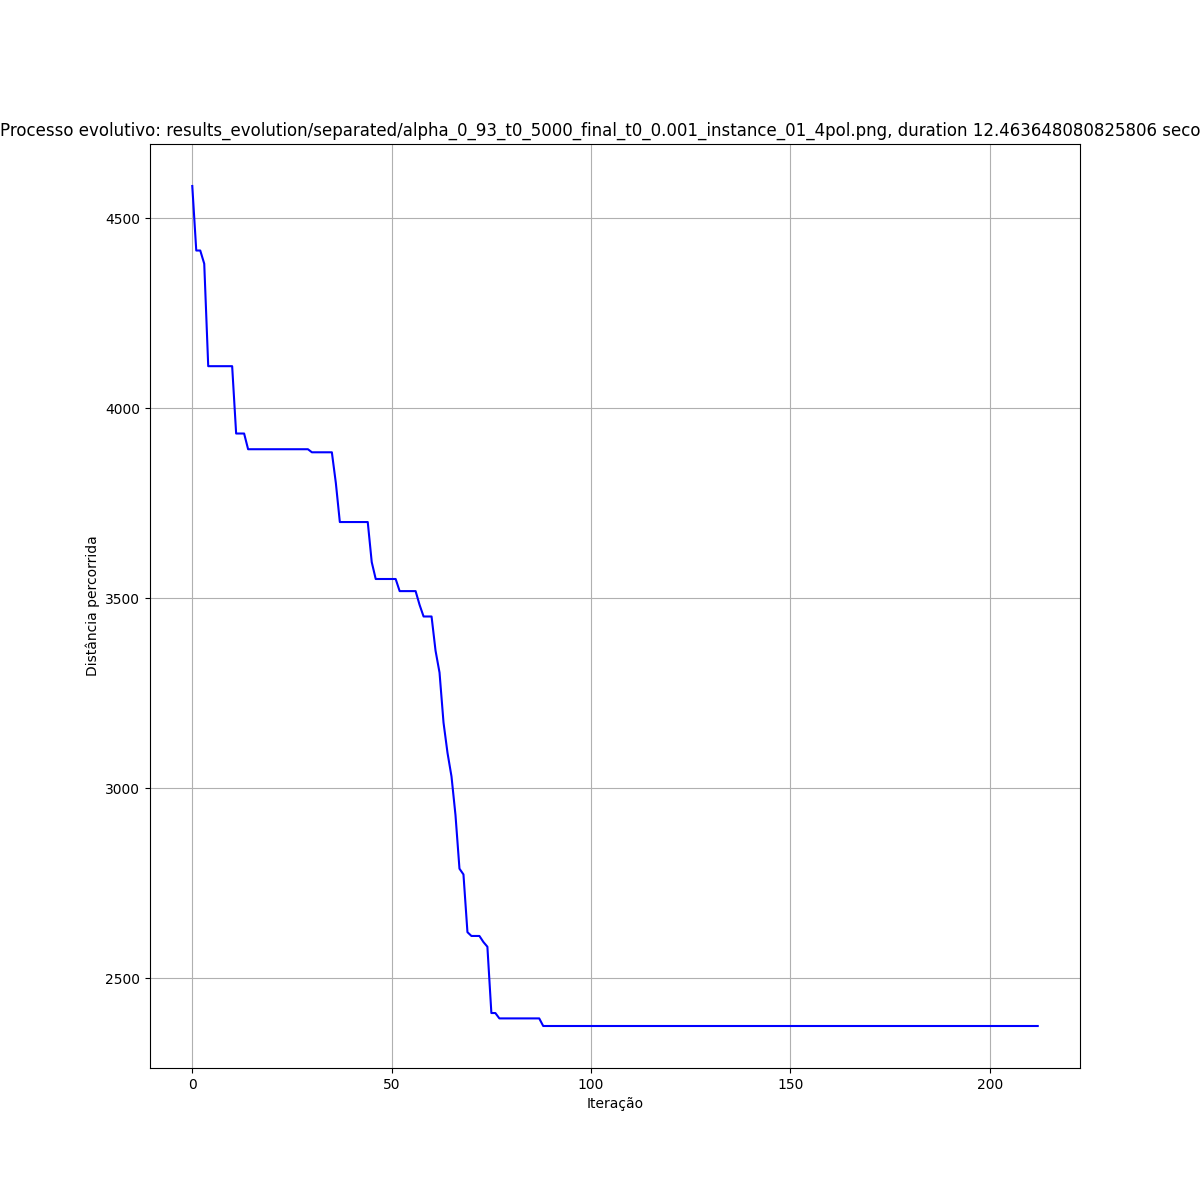 Processo evolutivo: results_evolution/separated/alpha_0_93_t0_5000_final_t0_0.001_instance_01_4pol.png, duration 12.463648080825806 seco
4500
4000
3500
3000
2500
Distância percorrida
0 50 100 150 200
Iteração